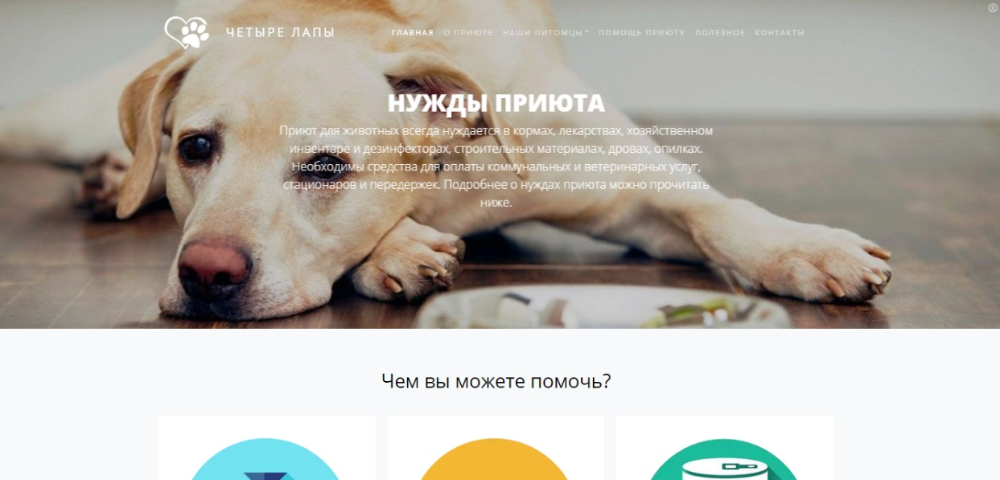 ЧЕТЫРЕ ЛАПЫ
ГЛАВНАЯ О ПРИЮТЕ НАШИ ПИТОМЦЫ ПОМОЩЬ ПРИЮТУ ПОЛЕЗНОЕ КОНТАКТЫ
НУЖДЫ ПРИЮТА
Приют для животных всегда нуждается в кормах, лекарствах, хозяйственном
инвентаре и дезинфекторах, строительных материалах, дровах, опилках.
Необходимы средства для оплаты коммунальных и ветеринарных услуг,
стационаров и передержек. Подробнее о нуждах приюта можно прочитать
ниже.
Чем вы можете помочь?